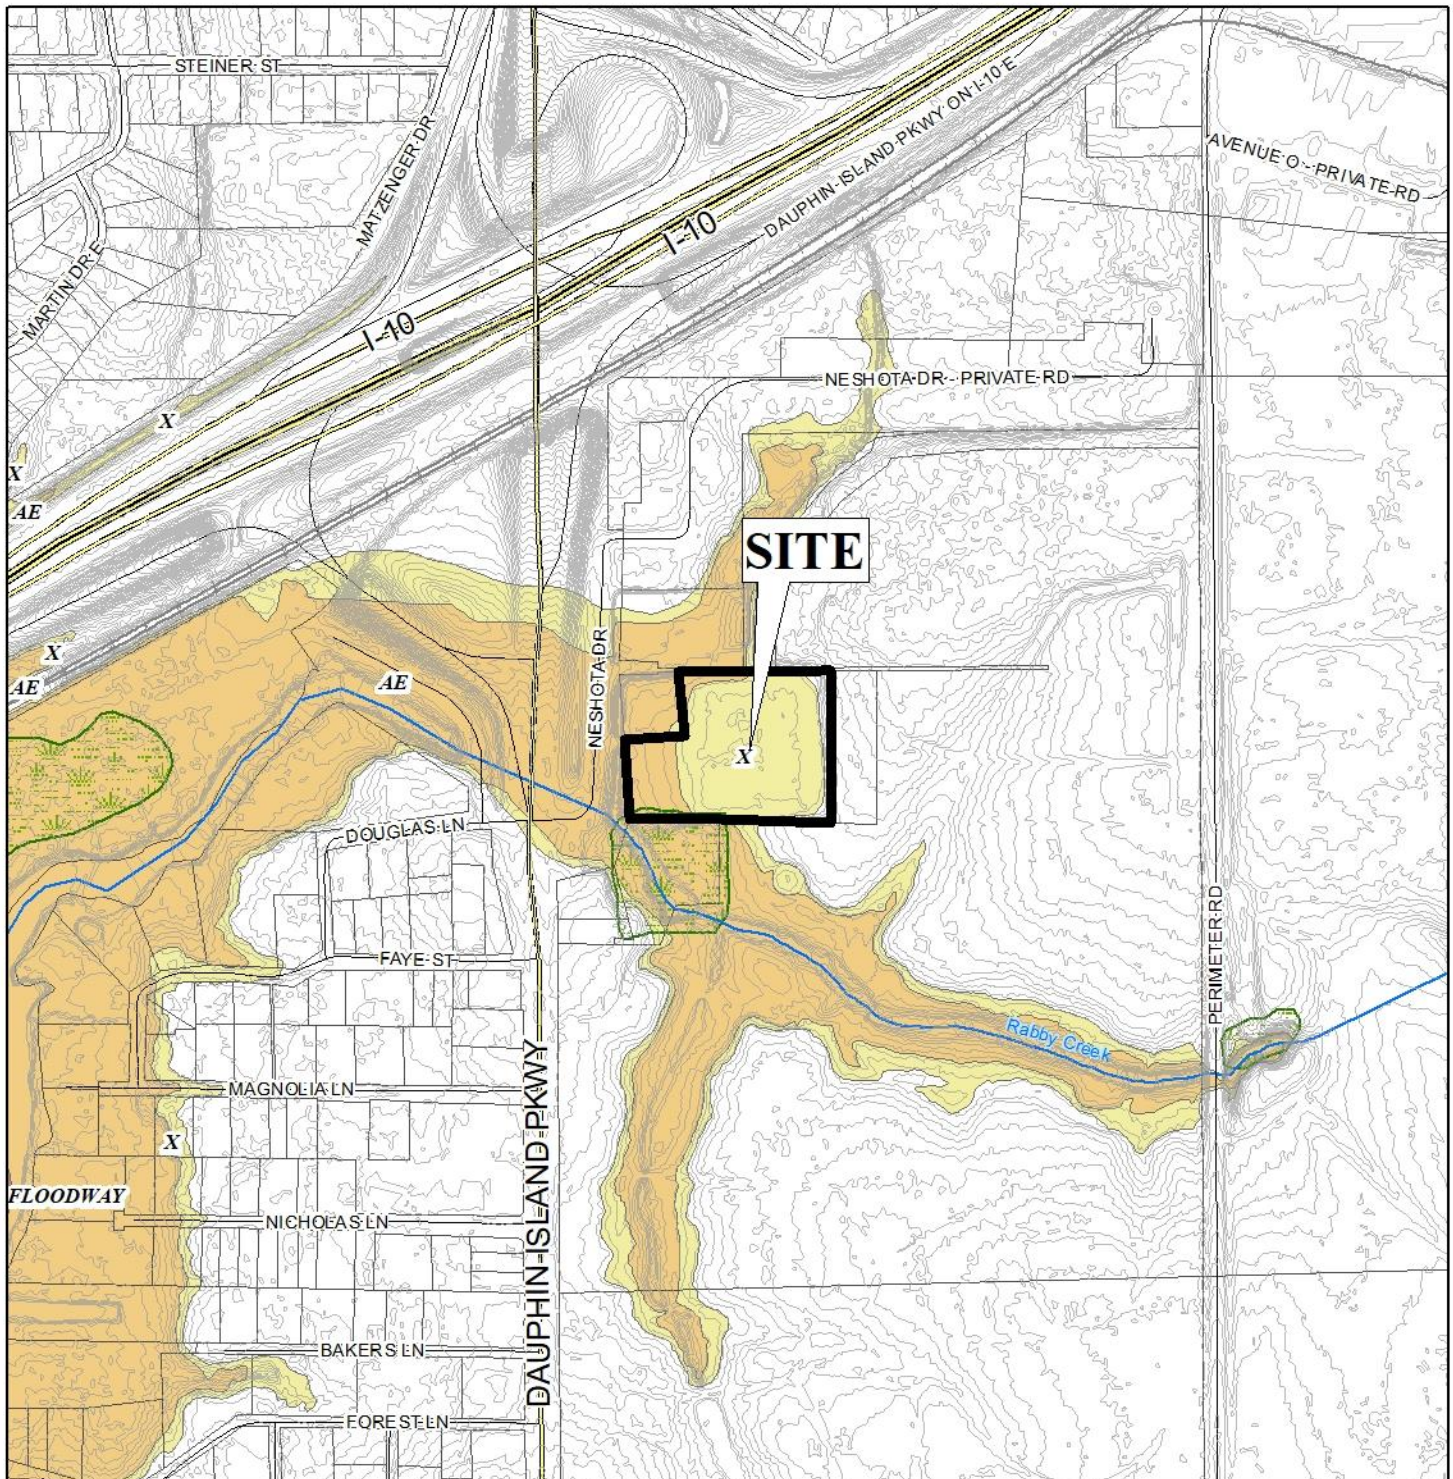 STEINER ST
MATZENGER DR
MARTIN DR E
I-10
I-10
DAUPHIN ISLAND PKWY ON I-10 E
AVENUE O - PRIVATE RD
X
X
AE
NESHOTA DR - PRIVATE RD
SITE
X
AE
AE
NESHOTA DR
X
DOUGLAS LN
FAYE ST
PERIMETER RD
Rabby Creek
MAGNOLIA LN
X
DAUPHIN ISLAND PKWY
FLOODWAY
NICHOLAS LN
BAKERS LN
FOREST LN